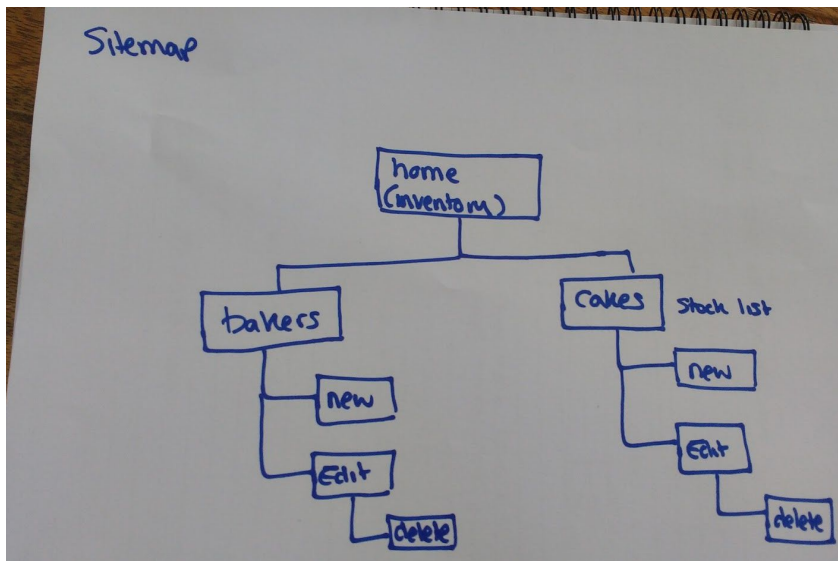 Sitemap
home
(inventory)
bakers
cakes
Stock list
new
new
Edit
Edit
delete
delete